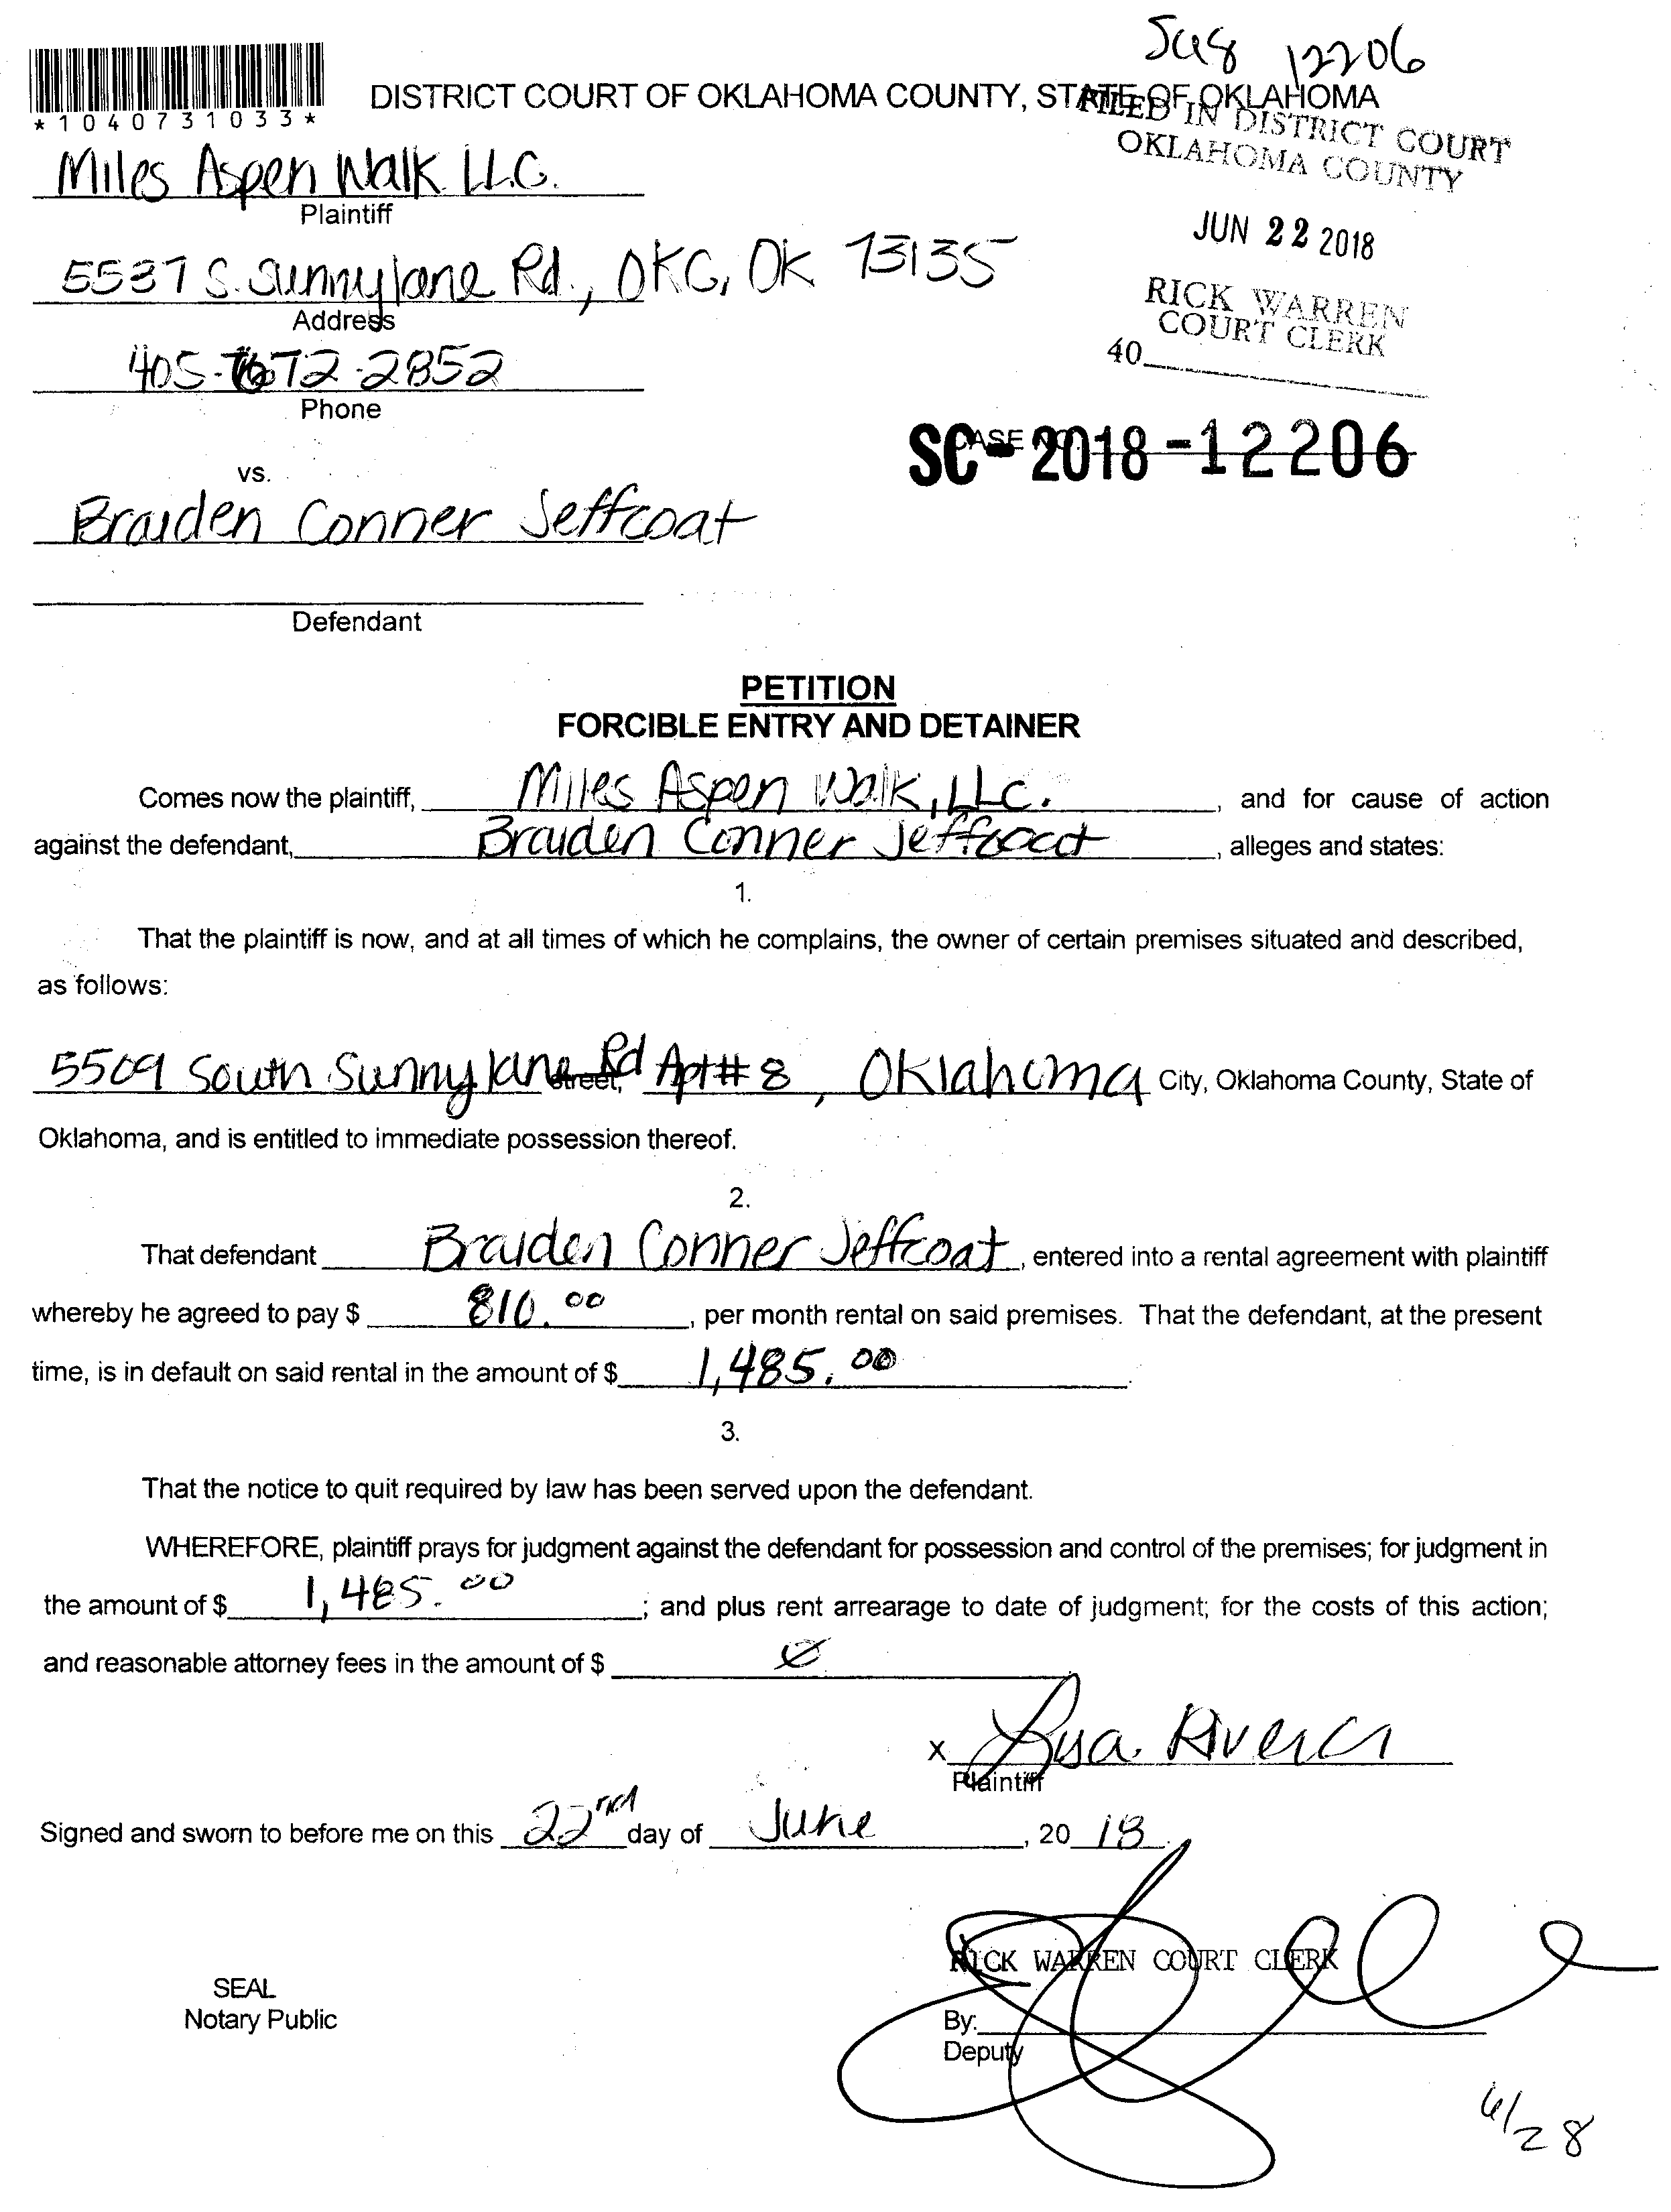 SC18 12206
*1040731033*
DISTRICT COURT OF OKLAHOMA COUNTY, STATE OF OKLAHOMA
FILED IN DISTRICT COURT
OKLAHOMA COUNTY
Miles Aspen Walk LLC.
Plaintiff
JUN 22 2018
5537 S. Sunnylane Rd., OKC, OK 73135
Address
RICK WARREN
COURT CLERK
40
405-672-2852
Phone
CASE NO.
SC-2018-12206
vs.
Braiden Conner Jeffcoat
Defendant
PETITION
FORCIBLE ENTRY AND DETAINER
Comes now the plaintiff, Miles Aspen Walk, LLC. , and for cause of action
against the defendant, Braiden Conner Jeffcoat , alleges and states:
1.
That the plaintiff is now, and at all times of which he complains, the owner of certain premises situated and described,
as follows:
5509 South Sunnylane Rd street, Apt# 8 , Oklahoma City, Oklahoma County, State of
Oklahoma, and is entitled to immediate possession thereof.
2.
That defendant Braiden Conner Jeffcoat , entered into a rental agreement with plaintiff
whereby he agreed to pay $ 810.00 , per month rental on said premises. That the defendant, at the present
time, is in default on said rental in the amount of $ 1,485.00 .
3.
That the notice to quit required by law has been served upon the defendant.
WHEREFORE, plaintiff prays for judgment against the defendant for possession and control of the premises; for judgment in
the amount of $ 1,485.00 ; and plus rent arrearage to date of judgment; for the costs of this action;
and reasonable attorney fees in the amount of $ Ø
X Lisa Rivera
Plaintiff
Signed and sworn to before me on this 22nd day of June , 20 18 .
RICK WARREN COURT CLERK
SEAL
Notary Public
By:
Deputy
6/28